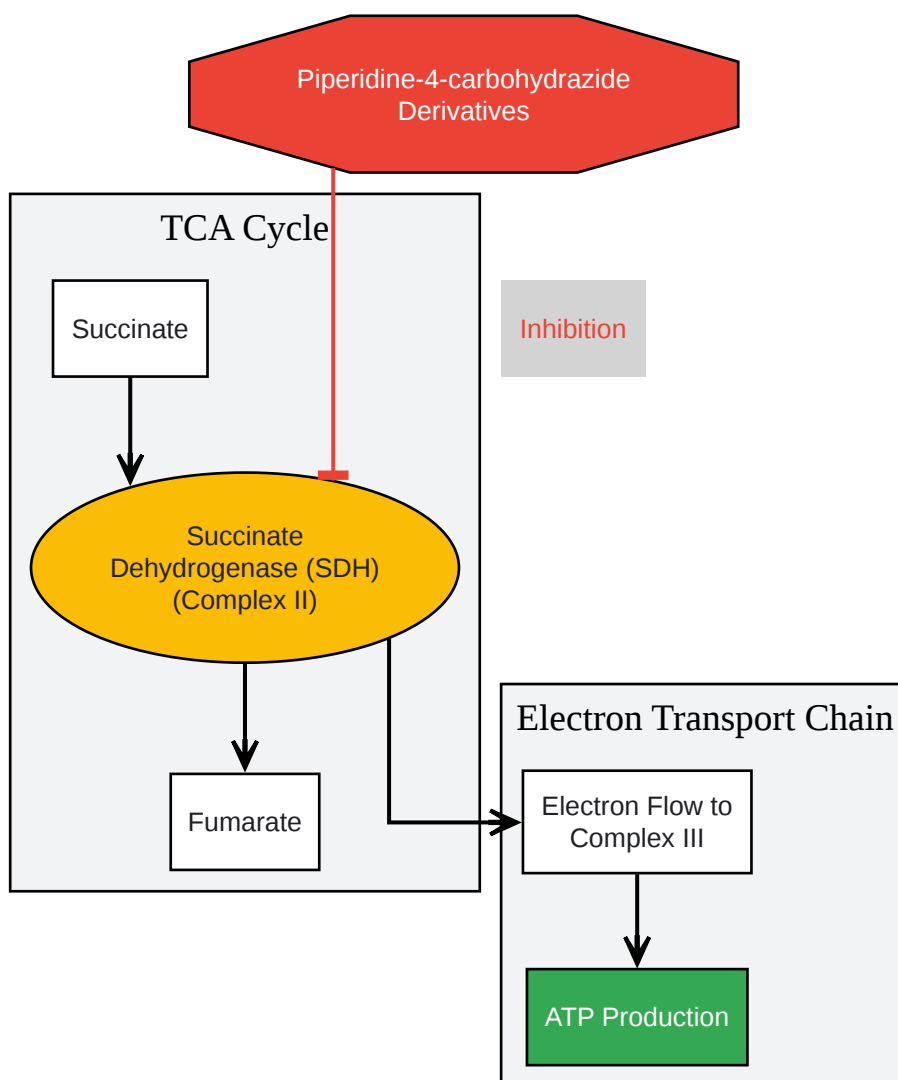 Piperidine-4-carbohydrazide
Derivatives
TCA Cycle
Succinate
Inhibition
Succinate
Dehydrogenase (SDH)
(Complex II)
Fumarate
Electron Transport Chain
Electron Flow to
Complex III
ATP Production